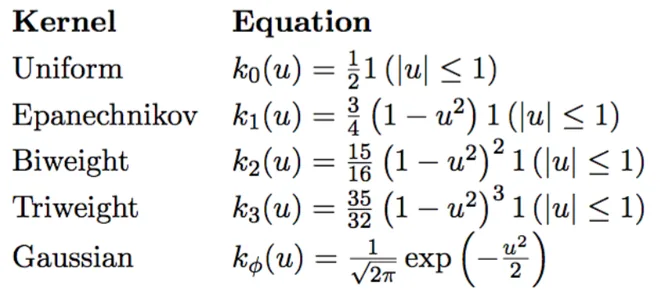 Kernel Equation
Uniform k₀(u) = ½1 (|u| ≤ 1)
Epanechnikov k₁(u) = ¾ (1 − u²) 1 (|u| ≤ 1)
Biweight k₂(u) = 15/16 (1 − u²)² 1 (|u| ≤ 1)
Triweight k₃(u) = 35/32 (1 − u²)³ 1 (|u| ≤ 1)
Gaussian k_ϕ(u) = 1/√2π exp (−u²/2)